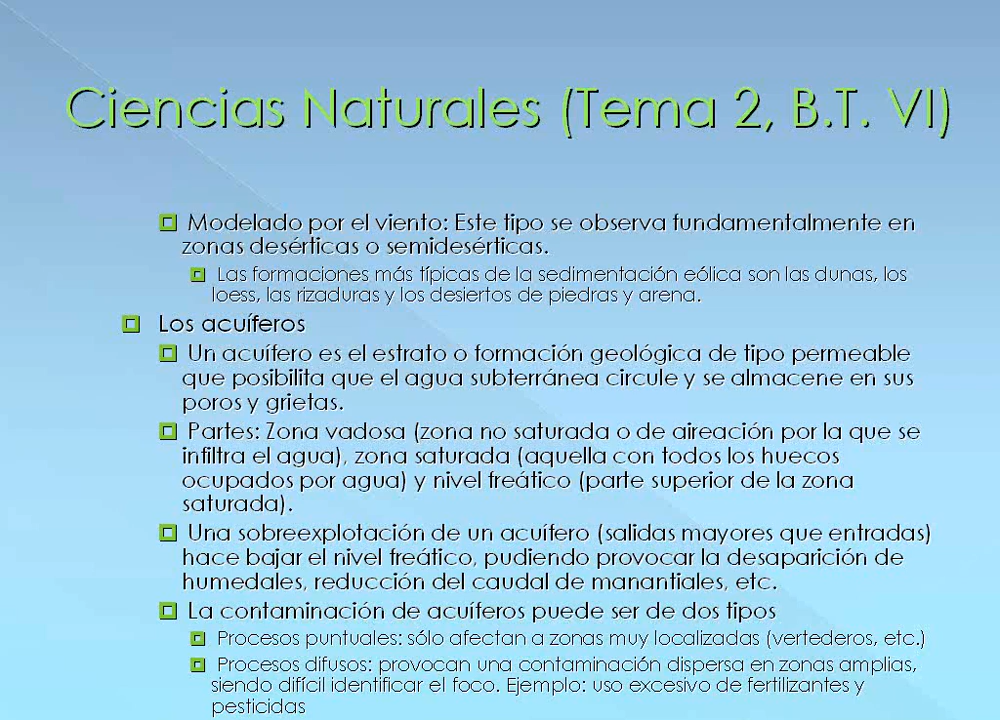 Ciencias Naturales (Tema 2, B.T. VI)
Modelado por el viento: Este tipo se observa fundamentalmente en
zonas desérticas o semidesérticas.
Las formaciones más típicas de la sedimentación eólica son las dunas, los
loess, las rizaduras y los desiertos de piedras y arena.
Los acuíferos
Un acuífero es el estrato o formación geológica de tipo permeable
que posibilita que el agua subterránea circule y se almacene en sus
poros y grietas.
Partes: Zona vadosa (zona no saturada o de aireación por la que se
infiltra el agua), zona saturada (aquella con todos los huecos
ocupados por agua) y nivel freático (parte superior de la zona
saturada).
Una sobreexplotación de un acuífero (salidas mayores que entradas)
hace bajar el nivel freático, pudiendo provocar la desaparición de
humedales, reducción del caudal de manantiales, etc.
La contaminación de acuíferos puede ser de dos tipos
Procesos puntuales: sólo afectan a zonas muy localizadas (vertederos, etc.)
Procesos difusos: provocan una contaminación dispersa en zonas amplias,
siendo difícil identificar el foco. Ejemplo: uso excesivo de fertilizantes y
pesticidas